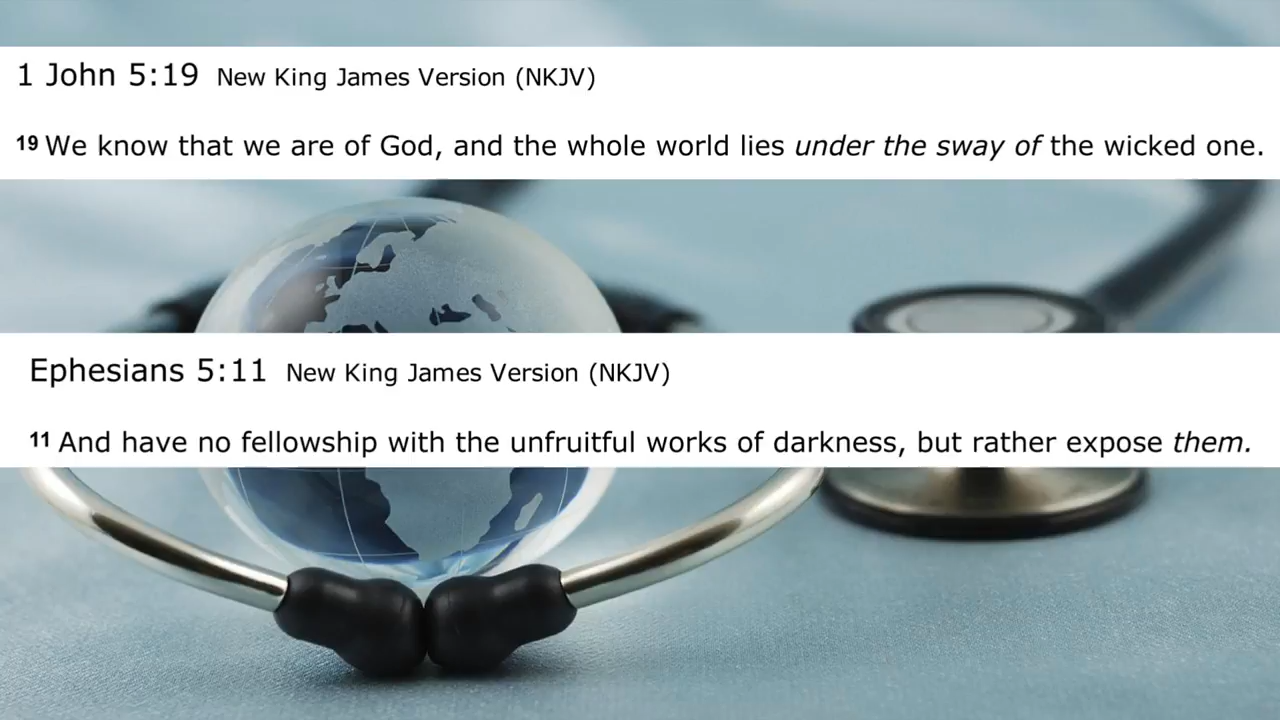 1 John 5:19 New King James Version (NKJV)
19 We know that we are of God, and the whole world lies under the sway of the wicked one.
Ephesians 5:11 New King James Version (NKJV)
11 And have no fellowship with the unfruitful works of darkness, but rather expose them.